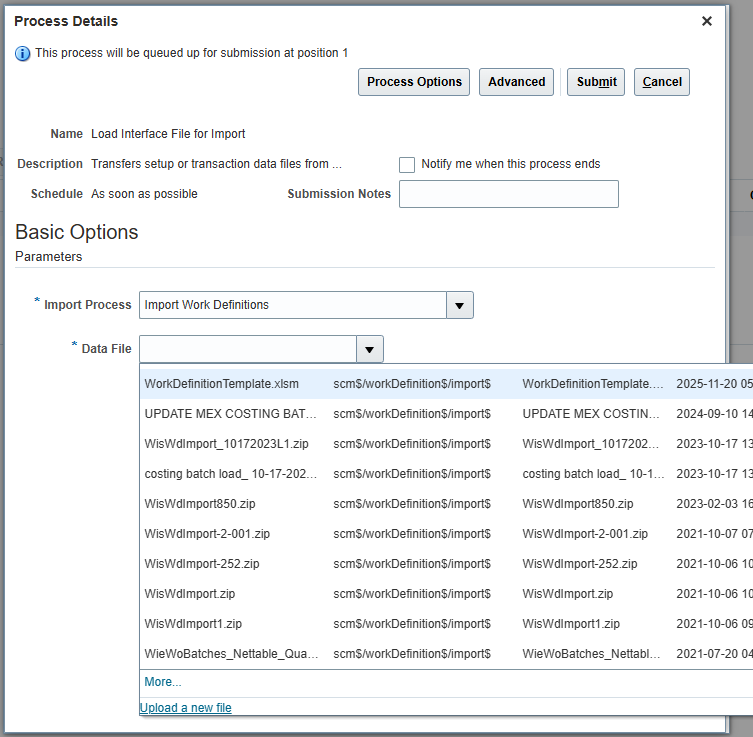 Process Details
This process will be queued up for submission at position 1
Process Options Advanced Submit Cancel
Name Load Interface File for Import
Description Transfers setup or transaction data files from ... Notify me when this process ends
Schedule As soon as possible Submission Notes
Basic Options
Parameters
* Import Process Import Work Definitions
* Data File
WorkDefinitionTemplate.xlsm scm$/workDefinition$/import$ WorkDefinitionTemplate.... 2025-11-20 05
UPDATE MEX COSTING BAT... scm$/workDefinition$/import$ UPDATE MEX COSTIN... 2024-09-10 14
WisWdImport_10172023L1.zip scm$/workDefinition$/import$ WisWdImport_1017202... 2023-10-17 13
costing batch load_ 10-17-202... scm$/workDefinition$/import$ costing batch load_ 10-1... 2023-10-17 13
WisWdImport850.zip scm$/workDefinition$/import$ WisWdImport850.zip 2023-02-03 16
WisWdImport-2-001.zip scm$/workDefinition$/import$ WisWdImport-2-001.zip 2021-10-07 07
WisWdImport-252.zip scm$/workDefinition$/import$ WisWdImport-252.zip 2021-10-06 10
WisWdImport.zip scm$/workDefinition$/import$ WisWdImport.zip 2021-10-06 10
WisWdImport1.zip scm$/workDefinition$/import$ WisWdImport1.zip 2021-10-06 09
WieWoBatches_Nettable_Qua... scm$/workDefinition$/import$ WieWoBatches_Nettabl... 2021-07-20 04
More...
Upload a new file